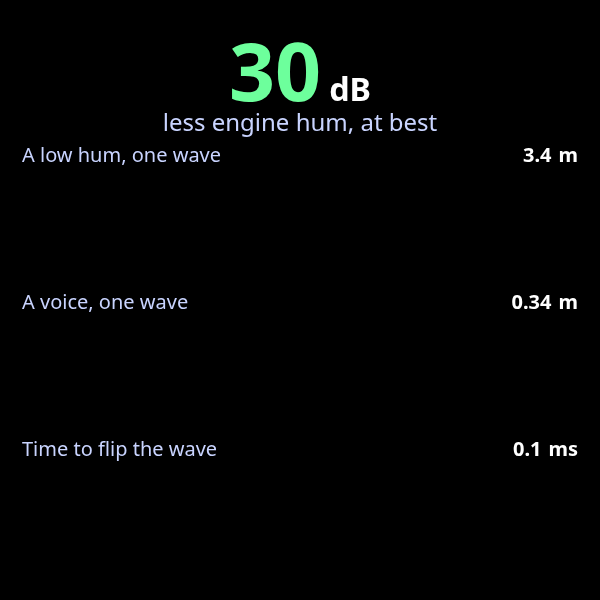 30 dB
less engine hum, at best
A low hum, one wave 3.4 m
A voice, one wave 0.34 m
Time to flip the wave 0.1 ms